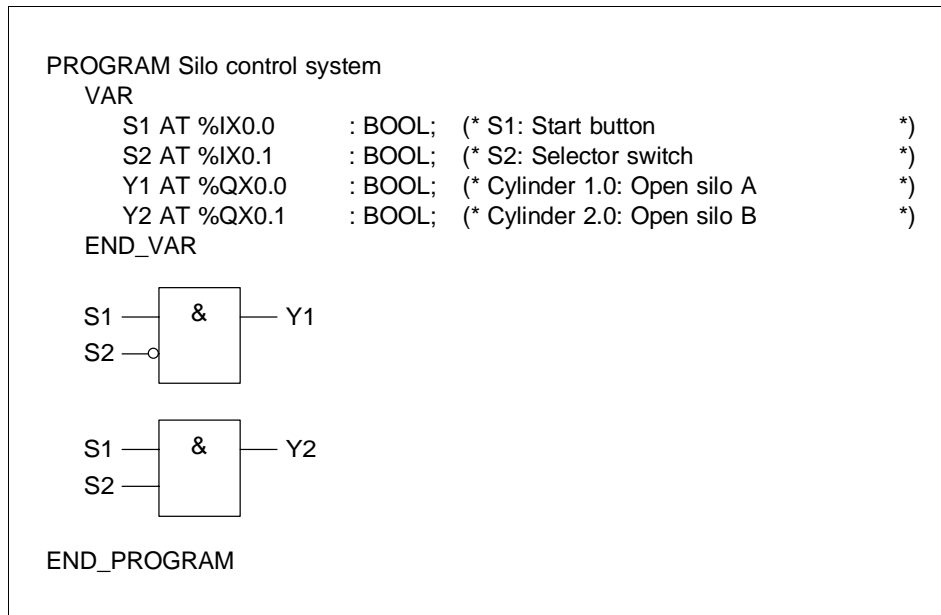 PROGRAM Silo control system
VAR
S1 AT %IX0.0 : BOOL; (* S1: Start button *)
S2 AT %IX0.1 : BOOL; (* S2: Selector switch *)
Y1 AT %QX0.0 : BOOL; (* Cylinder 1.0: Open silo A *)
Y2 AT %QX0.1 : BOOL; (* Cylinder 2.0: Open silo B *)
END_VAR
S1 & Y1
S2
S1 & Y2
S2
END_PROGRAM